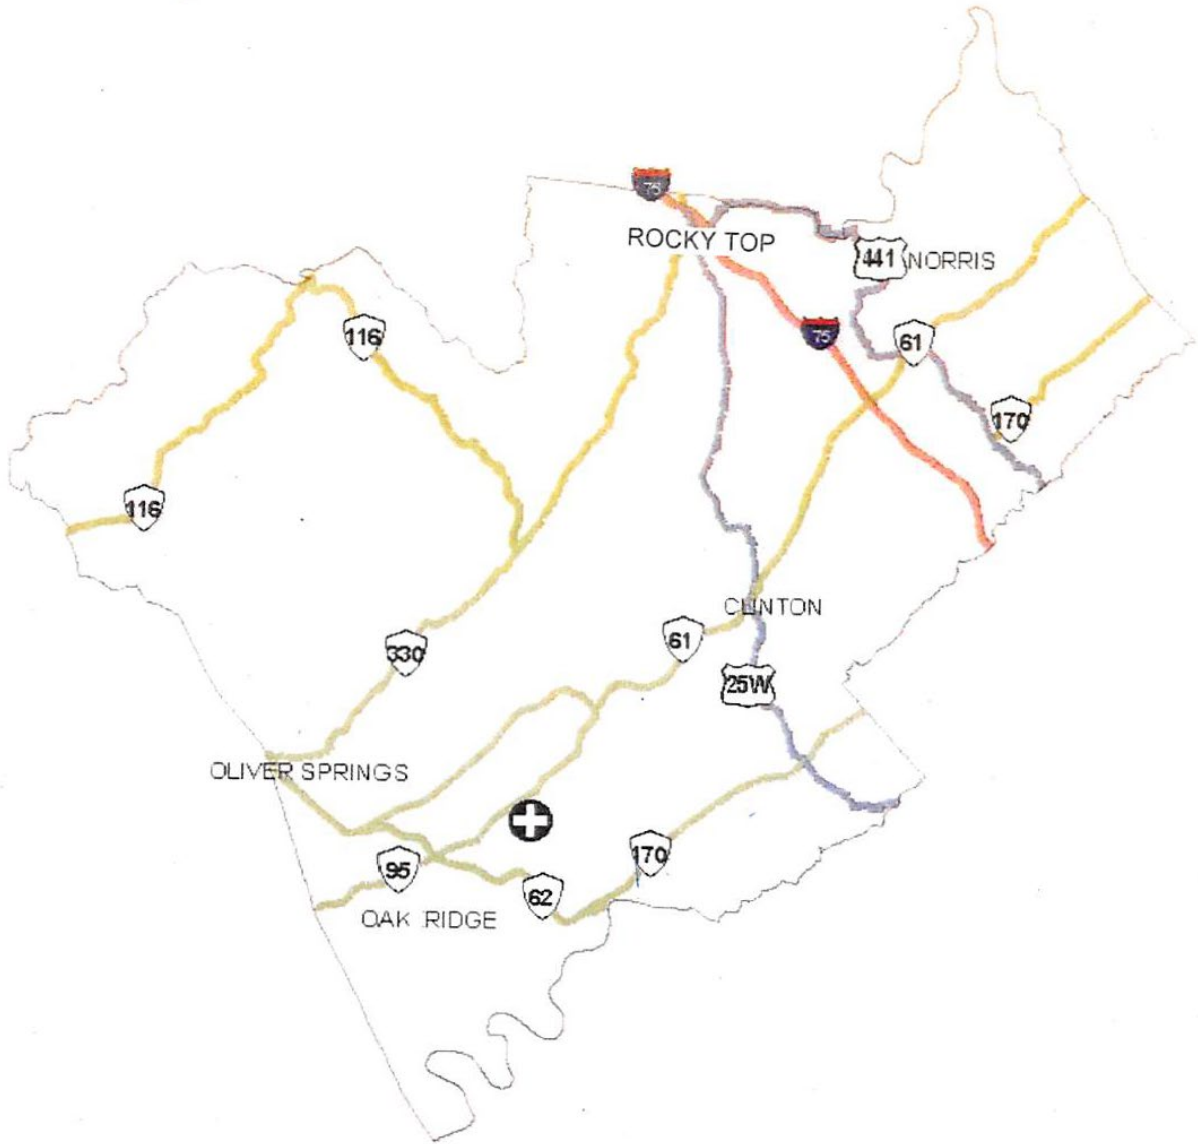 75
ROCKY TOP
441
NORRIS
116
75
61
170
116
CLINTON
61
330
25W
OLIVER SPRINGS
170
95
62
OAK RIDGE